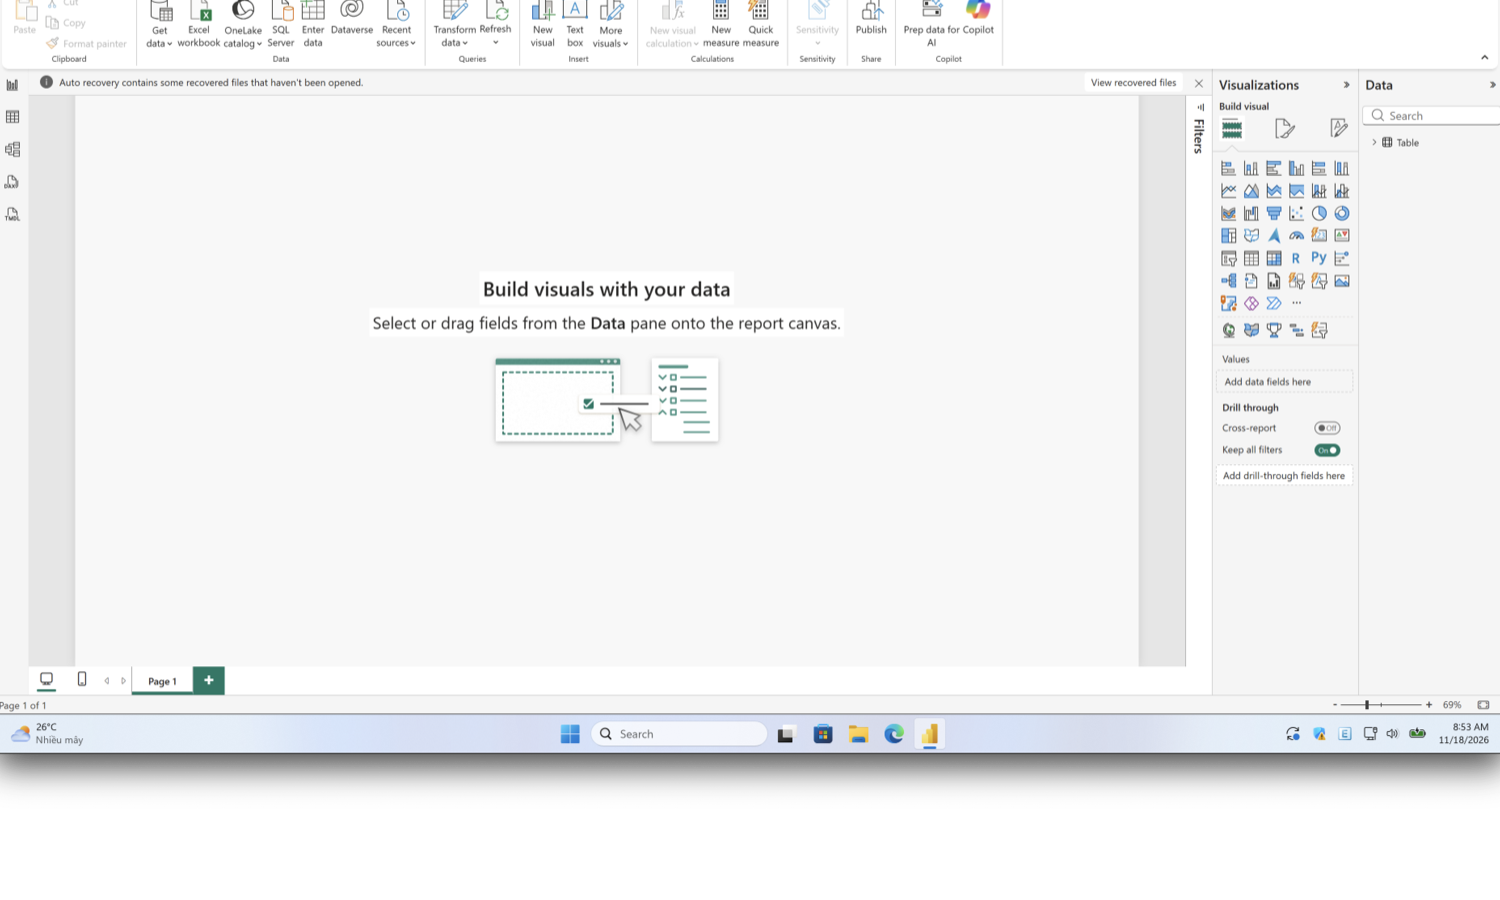 Cut
Paste
Copy
Format painter
Clipboard
Get data
Excel workbook
OneLake catalog
SQL Server
Enter data
Dataverse
Recent sources
Data
Transform data
Refresh
Queries
New visual
Text box
More visuals
Insert
New visual calculation
New measure
Quick measure
Calculations
Sensitivity
Sensitivity
Publish
Share
Prep data for AI
Copilot
Copilot
Auto recovery contains some recovered files that haven't been opened.
View recovered files
Filters
Visualizations
Build visual
R
Py
Values
Add data fields here
Drill through
Cross-report
Off
Keep all filters
On
Add drill-through fields here
Data
Search
Table
DAX
TMDL
Build visuals with your data
Select or drag fields from the Data pane onto the report canvas.
Page 1
Page 1 of 1
69%
26°C
Nhiều mây
Search
8:53 AM
11/18/2026